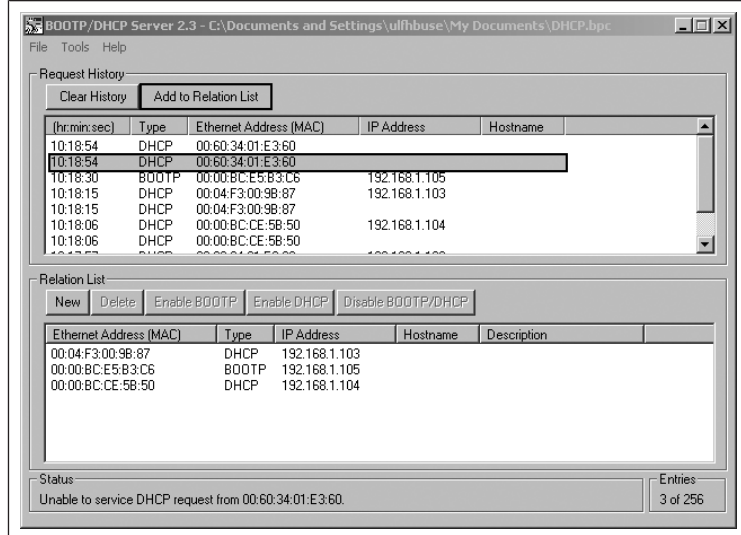 BOOTP/DHCP Server 2.3 - C:\Documents and Settings\ulfhbuse\My Documents\DHCP.bpc
File Tools Help
Request History
Clear History Add to Relation List
(hr:min:sec) Type Ethernet Address (MAC) IP Address Hostname
10:18:54 DHCP 00:60:34:01:E3:60
10:18:54 DHCP 00:60:34:01:E3:60
10:18:30 BOOTP 00:00:BC:E5:B3:C6 192.168.1.105
10:18:15 DHCP 00:04:F3:00:9B:87 192.168.1.103
10:18:15 DHCP 00:04:F3:00:9B:87
10:18:06 DHCP 00:00:BC:CE:5B:50 192.168.1.104
10:18:06 DHCP 00:00:BC:CE:5B:50
Relation List
New Delete Enable BOOTP Enable DHCP Disable BOOTP/DHCP
Ethernet Address (MAC) Type IP Address Hostname Description
00:04:F3:00:9B:87 DHCP 192.168.1.103
00:00:BC:E5:B3:C6 BOOTP 192.168.1.105
00:00:BC:CE:5B:50 DHCP 192.168.1.104
Status
Unable to service DHCP request from 00:60:34:01:E3:60.
Entries
3 of 256